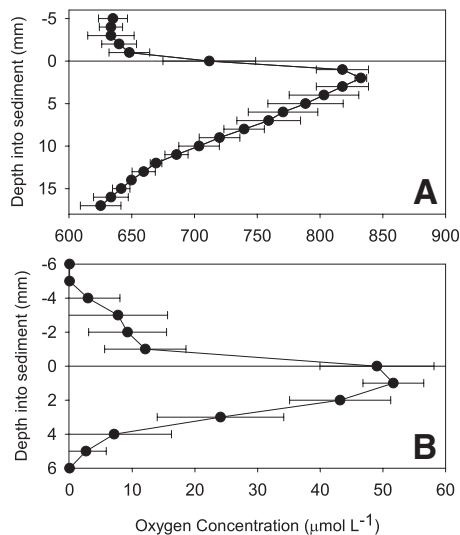 Depth into sediment (mm)
-5
0
5
10
15
A
600 650 700 750 800 850 900
Depth into sediment (mm)
-6
-4
-2
0
2
4
6
B
0 10 20 30 40 50 60
Oxygen Concentration (μmol L-1)